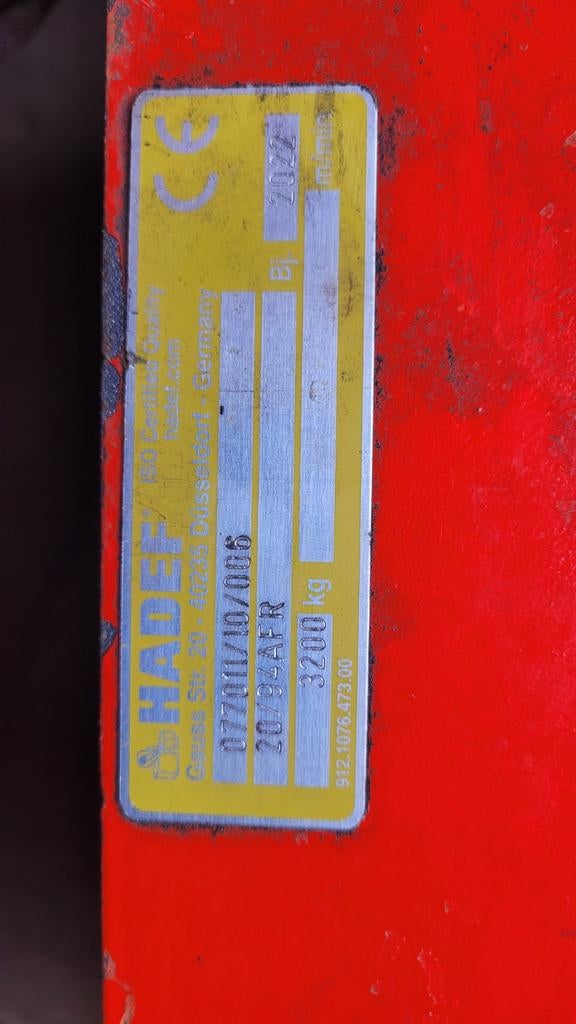 HADEF® ISO Certified Quality
hadef.com
CE
Gauss Str. 20 - 40235 Düsseldorf - Germany
077011/10/006
20/94AFR Bj. 2022
3200 kg m/min
912.1076.473.00